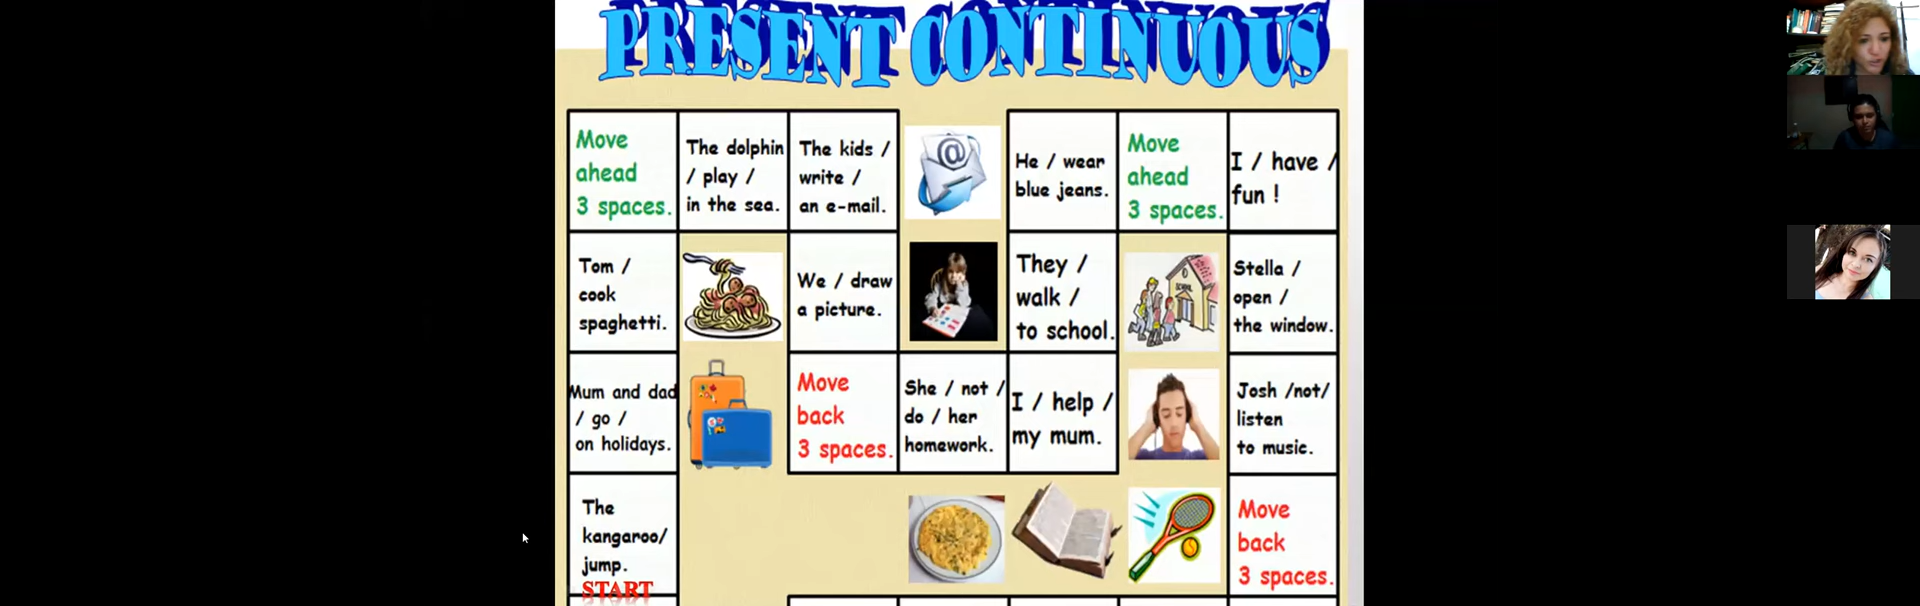 PRESENT CONTINUOUS
Move
ahead
3 spaces.
The dolphin
/ play /
in the sea.
The kids /
write /
an e-mail.
@
He / wear
blue jeans.
Move
ahead
3 spaces.
I / have /
fun !
Tom /
cook
spaghetti.
We / draw
a picture.
They /
walk /
to school.
SCHOOL
Stella /
open /
the window.
Mum and dad
/ go /
on holidays.
Move
back
3 spaces.
She / not /
do / her
homework.
I / help /
my mum.
Josh /not/
listen
to music.
The
kangaroo/
jump.
START
Move
back
3 spaces.